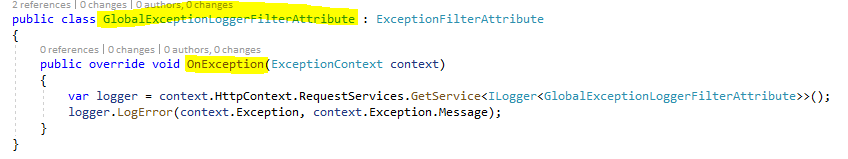 2 references | 0 changes | 0 authors, 0 changes
public class GlobalExceptionLoggerFilterAttribute : ExceptionFilterAttribute
{
0 references | 0 changes | 0 authors, 0 changes
public override void OnException(ExceptionContext context)
{
var logger = context.HttpContext.RequestServices.GetService<ILogger<GlobalExceptionLoggerFilterAttribute>>();
logger.LogError(context.Exception, context.Exception.Message);
}
}